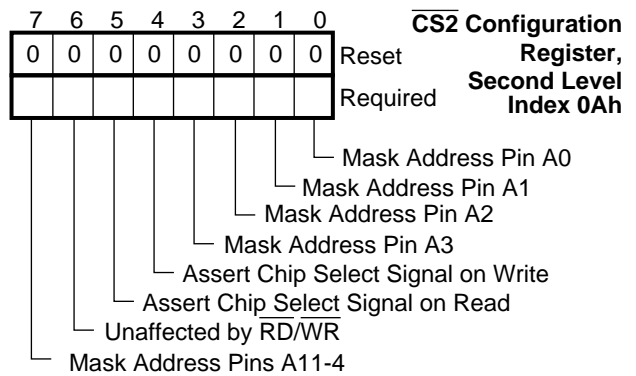 7 6 5 4 3 2 1 0
CS2 Configuration
Register,
Second Level
Index 0Ah
0 0 0 0 0 0 0 0 Reset
Required
Mask Address Pin A0
Mask Address Pin A1
Mask Address Pin A2
Mask Address Pin A3
Assert Chip Select Signal on Write
Assert Chip Select Signal on Read
Unaffected by RD/WR
Mask Address Pins A11-4